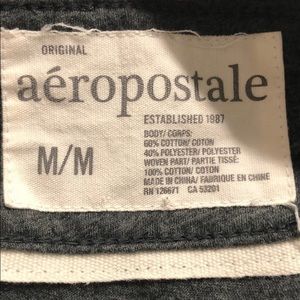 ORIGINAL
aéropostale
ESTABLISHED 1987
M/M
BODY/CORPS:
60% COTTON/ COTON
40% POLYESTER/ POLYESTER
WOVEN PART/ PARTIE TISSÉ:
100% COTTON/ COTON
MADE IN CHINA/ FABRIQUE EN CHINE
RN 126671 CA 53201